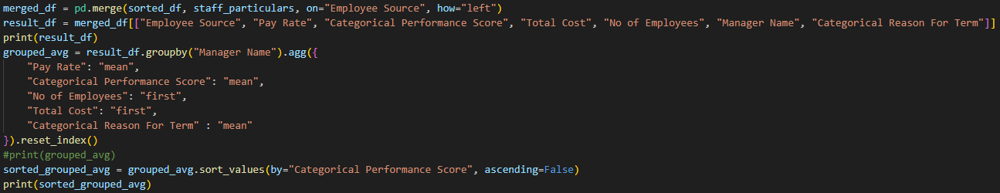 merged_df = pd.merge(sorted_df, staff_particulars, on="Employee Source", how="left")
result_df = merged_df[["Employee Source", "Pay Rate", "Categorical Performance Score", "Total Cost", "No of Employees", "Manager Name", "Categorical Reason For Term"]]
print(result_df)
grouped_avg = result_df.groupby("Manager Name").agg({
    "Pay Rate": "mean",
    "Categorical Performance Score": "mean",
    "No of Employees": "first",
    "Total Cost": "first",
    "Categorical Reason For Term" : "mean"
}).reset_index()
#print(grouped_avg)
sorted_grouped_avg = grouped_avg.sort_values(by="Categorical Performance Score", ascending=False)
print(sorted_grouped_avg)